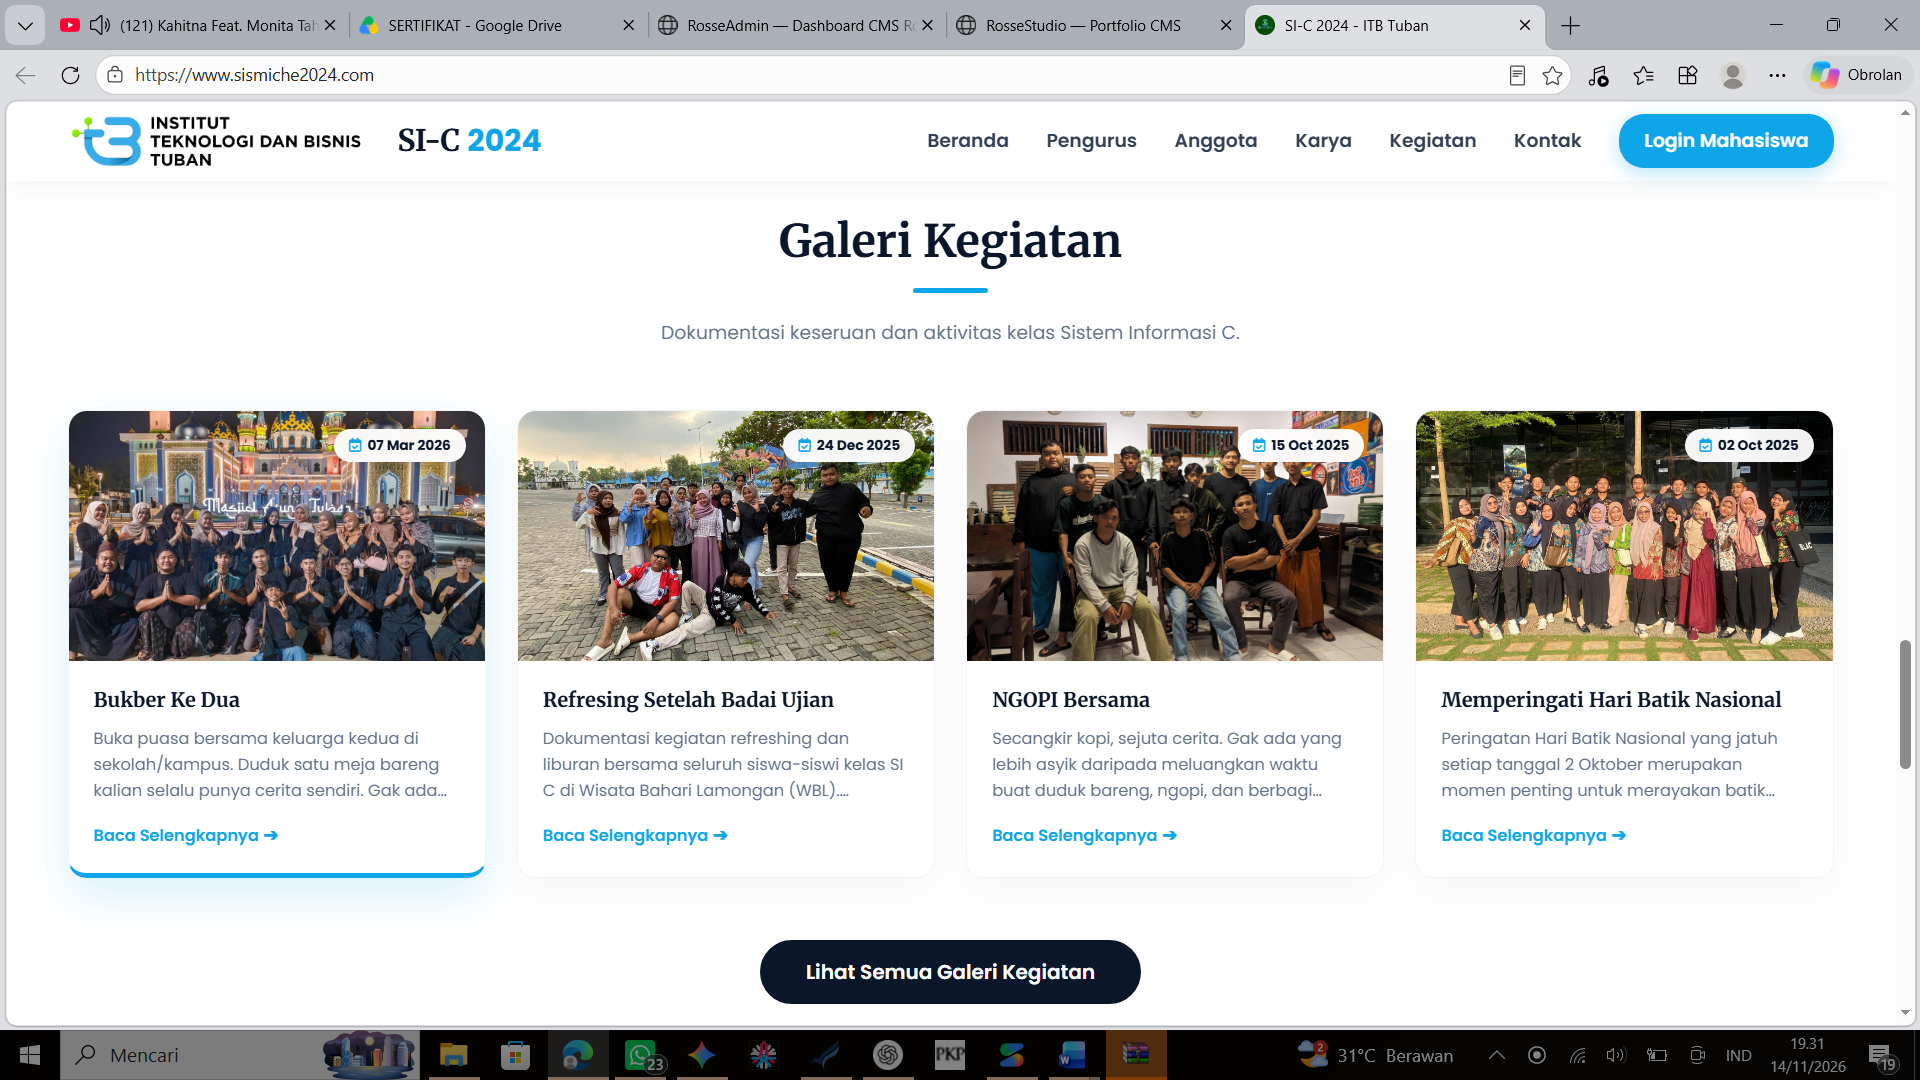 (121) Kahitna Feat. Monita Tah
SERTIFIKAT - Google Drive
RosseAdmin — Dashboard CMS R
RosseStudio — Portfolio CMS
SI-C 2024 - ITB Tuban
https://www.sismiche2024.com
Obrolan
INSTITUT
TEKNOLOGI DAN BISNIS
TUBAN
SI-C 2024
Beranda
Pengurus
Anggota
Karya
Kegiatan
Kontak
Login Mahasiswa
Galeri Kegiatan
Dokumentasi keseruan dan aktivitas kelas Sistem Informasi C.
07 Mar 2026
Bukber Ke Dua
Buka puasa bersama keluarga kedua di
sekolah/kampus. Duduk satu meja bareng
kalian selalu punya cerita sendiri. Gak ada...
Baca Selengkapnya ➔
24 Dec 2025
Refresing Setelah Badai Ujian
Dokumentasi kegiatan refreshing dan
liburan bersama seluruh siswa-siswi kelas SI
C di Wisata Bahari Lamongan (WBL)....
Baca Selengkapnya ➔
15 Oct 2025
NGOPI Bersama
Secangkir kopi, sejuta cerita. Gak ada yang
lebih asyik daripada meluangkan waktu
buat duduk bareng, ngopi, dan berbagi...
Baca Selengkapnya ➔
02 Oct 2025
Memperingati Hari Batik Nasional
Peringatan Hari Batik Nasional yang jatuh
setiap tanggal 2 Oktober merupakan
momen penting untuk merayakan batik...
Baca Selengkapnya ➔
Lihat Semua Galeri Kegiatan
Mencari
23
PKP
2
31°C Berawan
IND
19.31
14/11/2026
19